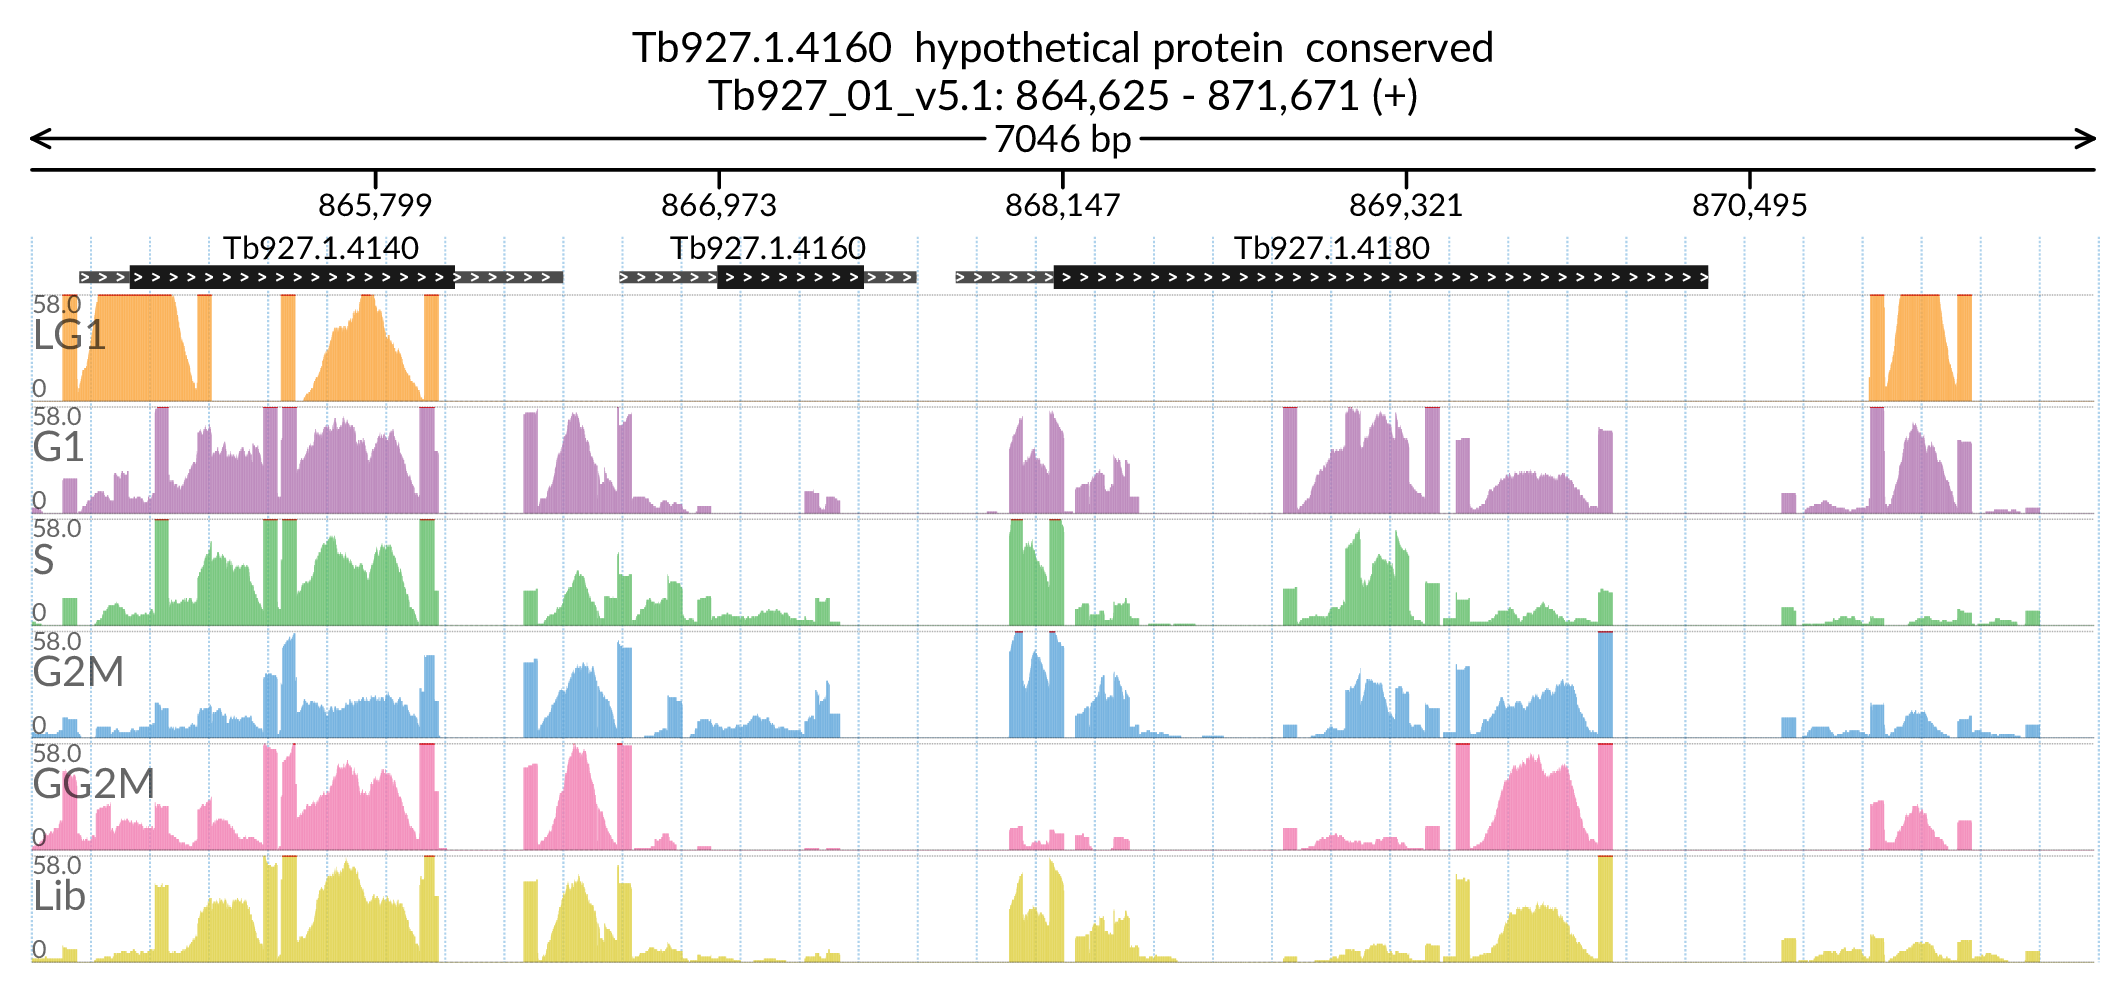 Tb927.1.4160 hypothetical protein conserved
Tb927_01_v5.1: 864,625 - 871,671 (+)
7046 bp
865,799 866,973 868,147 869,321 870,495
Tb927.1.4140 Tb927.1.4160 Tb927.1.4180
58.0
LG1
0
58.0
G1
0
58.0
S
0
58.0
G2M
0
58.0
GG2M
0
58.0
Lib
0